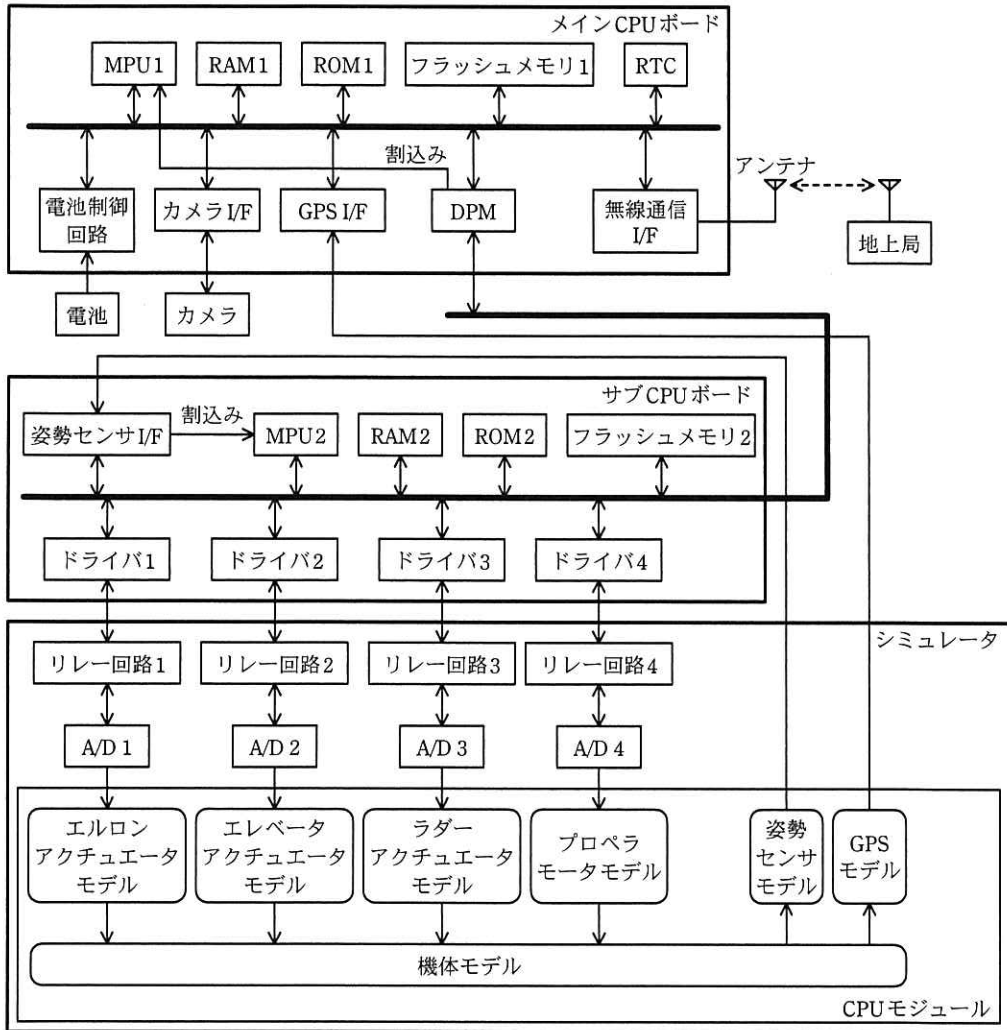 メインCPUボード
MPU1
RAM1
ROM1
フラッシュメモリ1
RTC
割込み
アンテナ
電池制御
回路
カメラI/F
GPS I/F
DPM
無線通信
I/F
地上局
電池
カメラ
サブCPUボード
姿勢センサI/F
割込み
MPU2
RAM2
ROM2
フラッシュメモリ2
ドライバ1
ドライバ2
ドライバ3
ドライバ4
シミュレータ
リレー回路1
リレー回路2
リレー回路3
リレー回路4
A/D 1
A/D 2
A/D 3
A/D 4
エルロン
アクチュエータ
モデル
エレベータ
アクチュエータ
モデル
ラダー
アクチュエータ
モデル
プロペラ
モータモデル
姿勢
センサ
モデル
GPS
モデル
機体モデル
CPUモジュール